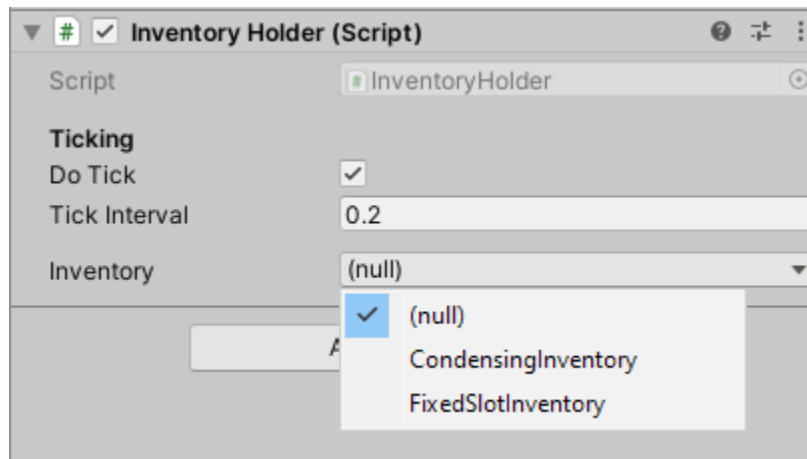 Inventory Holder (Script)
Script
InventoryHolder
Ticking
Do Tick
Tick Interval
0.2
Inventory
(null)
(null)
CondensingInventory
FixedSlotInventory